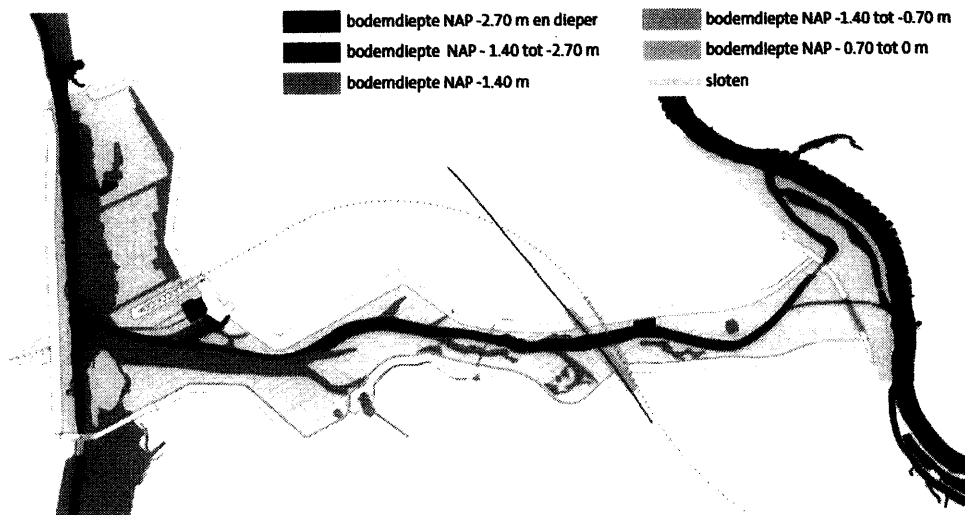 bodemdiepte NAP -2.70 m en dieper
bodemdiepte NAP - 1.40 tot -2.70 m
bodemdiepte NAP -1.40 m
bodemdiepte NAP -1.40 tot -0.70 m
bodemdiepte NAP - 0.70 tot 0 m
sloten